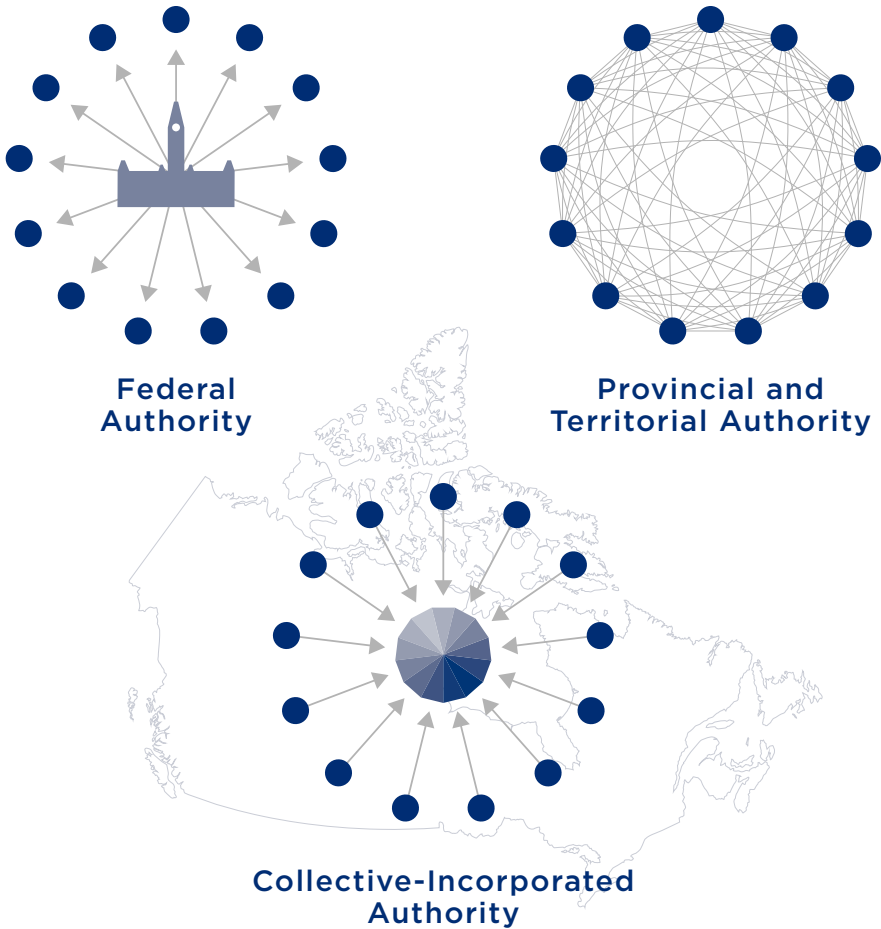 Federal
Authority
Provincial and
Territorial Authority
Collective-Incorporated
Authority